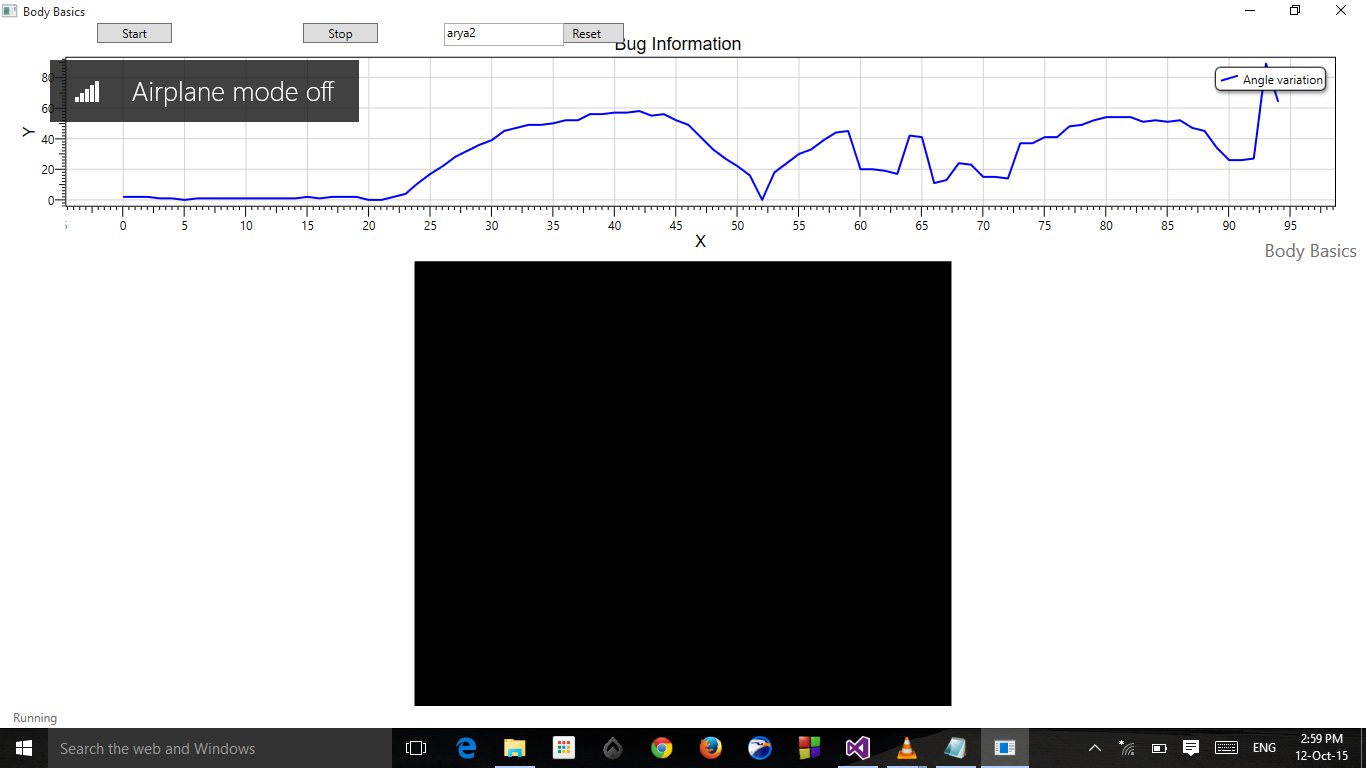 Body Basics
Start
Stop
arya2
Reset
Bug Information
Airplane mode off
Angle variation
Y
80
60
40
20
0
0 5 10 15 20 25 30 35 40 45 50 55 60 65 70 75 80 85 90 95
X
Body Basics
Running
Search the web and Windows
ENG
2:59 PM
12-Oct-15